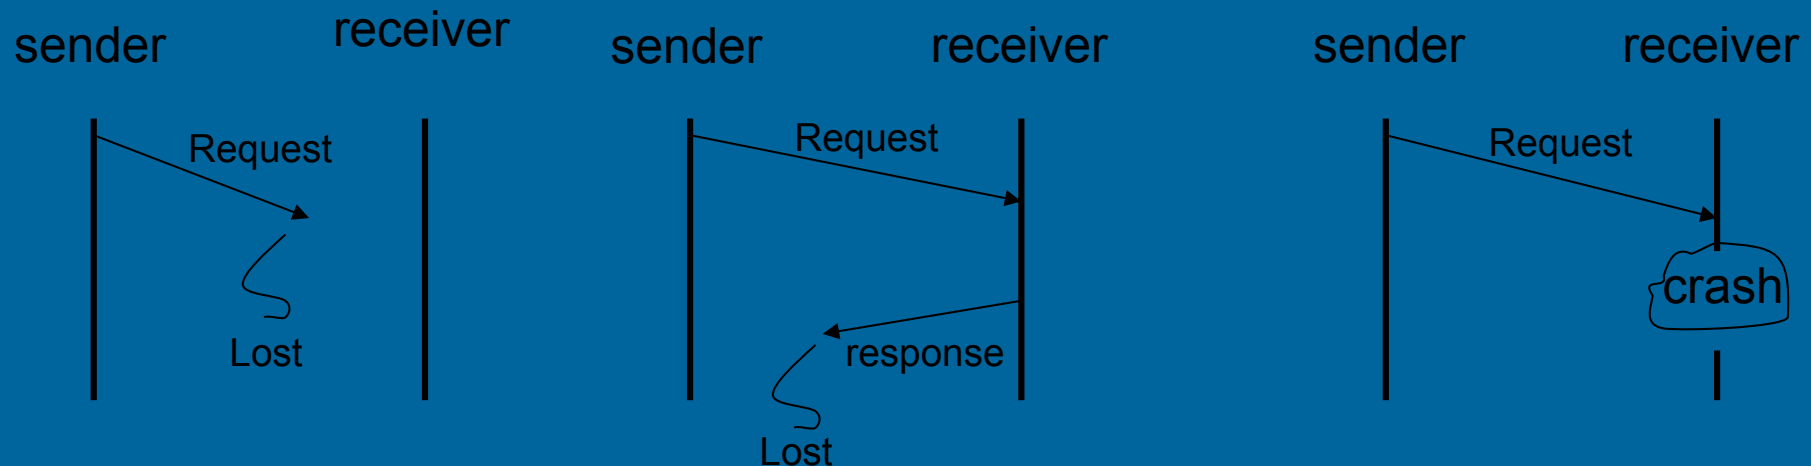 sender
receiver
Request
Lost
sender
receiver
Request
response
Lost
sender
receiver
Request
crash